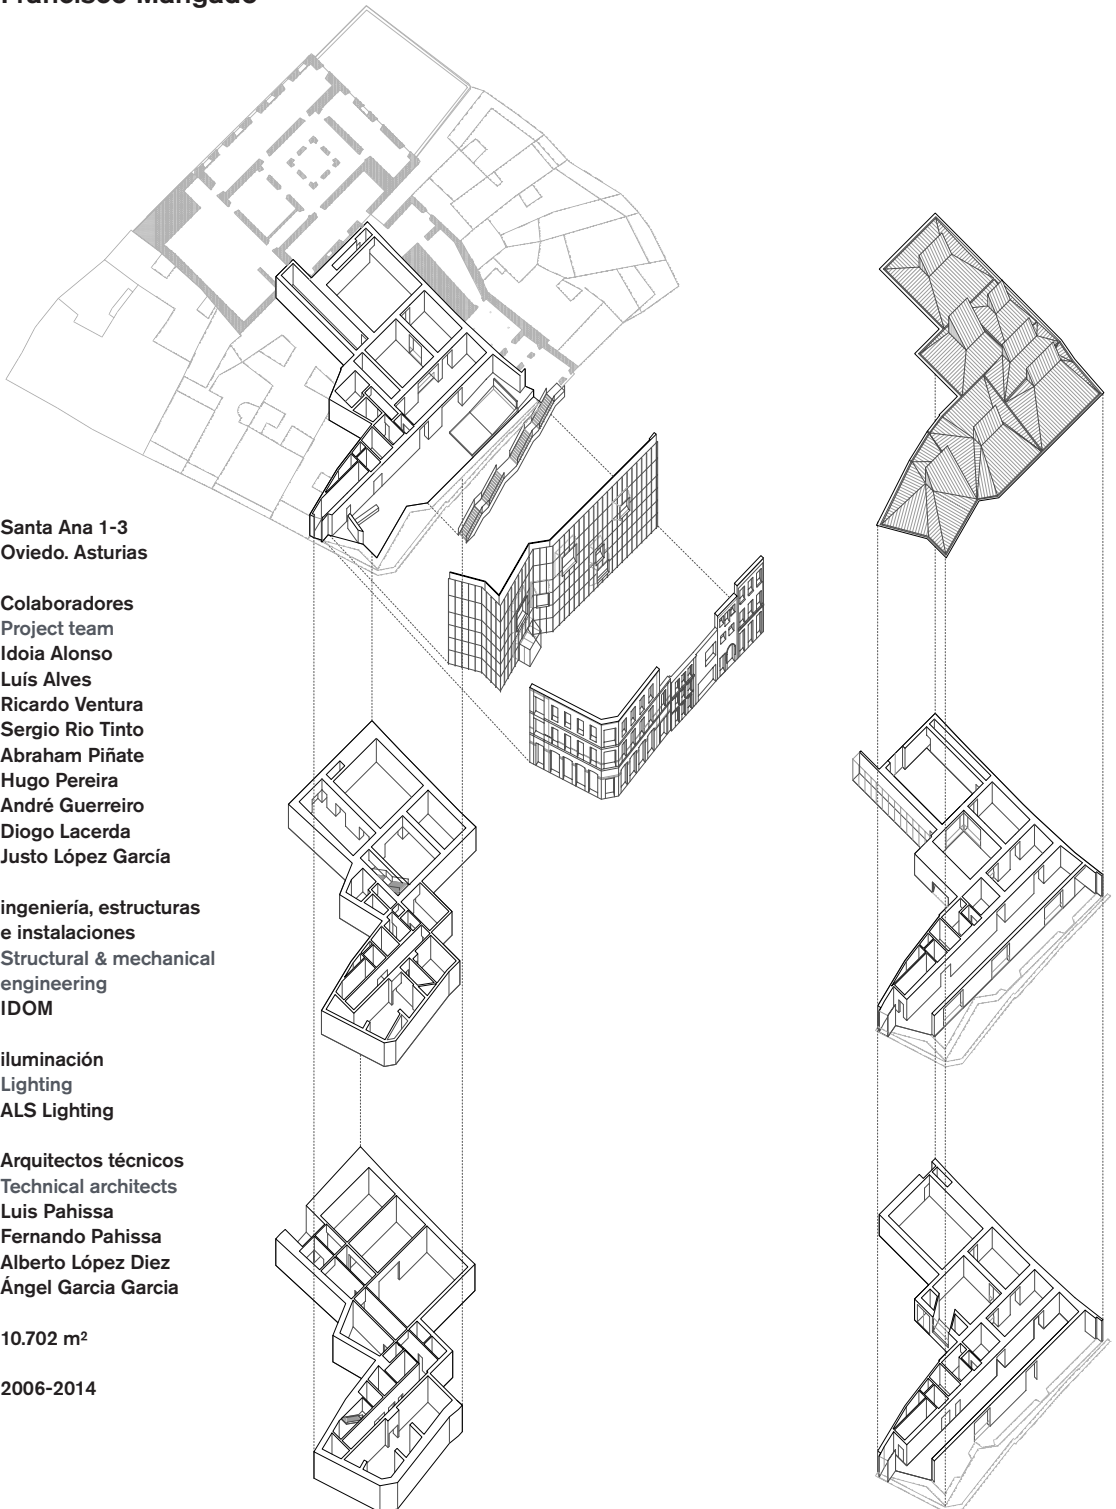 Francisco Mangado
Santa Ana 1-3
Oviedo. Asturias
Colaboradores
Project team
Idoia Alonso
Luís Alves
Ricardo Ventura
Sergio Rio Tinto
Abraham Piñate
Hugo Pereira
André Guerreiro
Diogo Lacerda
Justo López García
ingeniería, estructuras
e instalaciones
Structural & mechanical
engineering
IDOM
iluminación
Lighting
ALS Lighting
Arquitectos técnicos
Technical architects
Luis Pahissa
Fernando Pahissa
Alberto López Diez
Ángel Garcia Garcia
10.702 m²
2006-2014